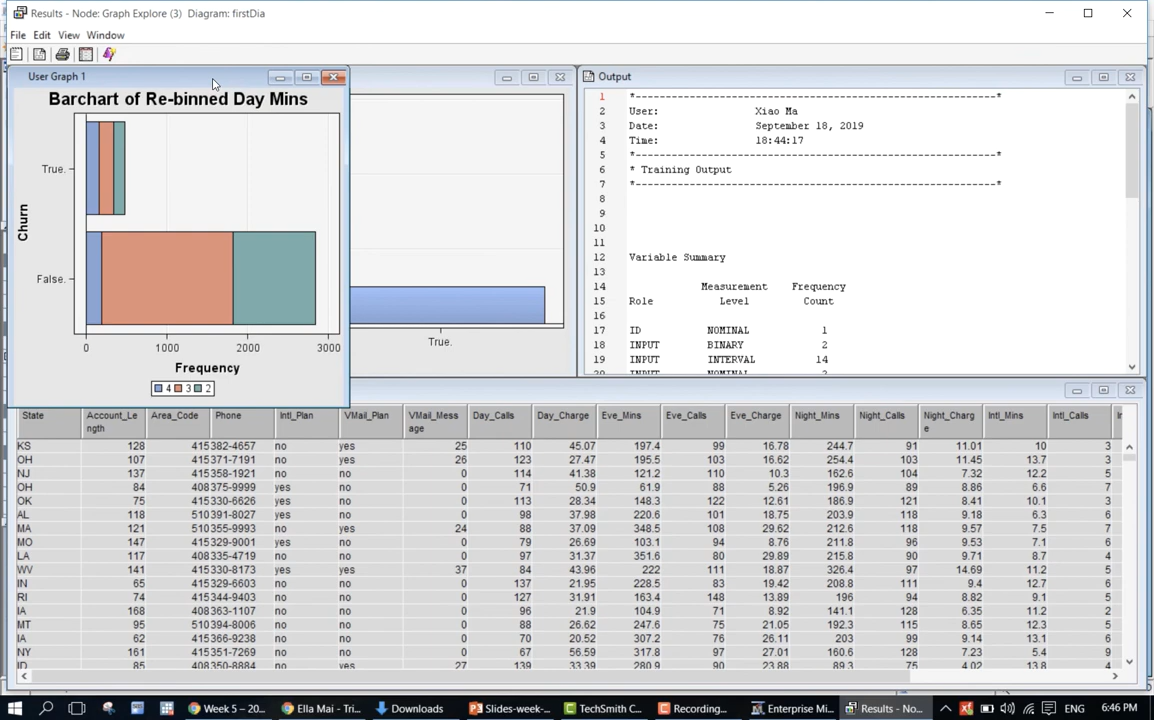 Results - Node: Graph Explore (3) Diagram: firstDia
File Edit View Window
User Graph 1
Barchart of Re-binned Day Mins
True.
False.
Churn
0 1000 2000 3000
Frequency
4 3 2
True.
Output
1 *------------------------------------------------------------*
2 User: Xiao Ma
3 Date: September 18, 2019
4 Time: 18:44:17
5 *------------------------------------------------------------*
6 * Training Output
7 *------------------------------------------------------------*
8
9
10
11
12 Variable Summary
13
14 Measurement Frequency
15 Role Level Count
16
17 ID NOMINAL 1
18 INPUT BINARY 2
19 INPUT INTERVAL 14
State Account_Length Area_Code Phone Intl_Plan VMail_Plan VMail_Message Day_Calls Day_Charge Eve_Mins Eve_Calls Eve_Charge Night_Mins Night_Calls Night_Charge Intl_Mins Intl_Calls
KS 128 415 382-4657 no yes 25 110 45.07 197.4 99 16.78 244.7 91 11.01 10 3
OH 107 415 371-7191 no yes 26 123 27.47 195.5 103 16.62 254.4 103 11.45 13.7 3
NJ 137 415 358-1921 no no 0 114 41.38 121.2 110 10.3 162.6 104 7.32 12.2 5
OH 84 408 375-9999 yes no 0 71 50.9 61.9 88 5.26 196.9 89 8.86 6.6 7
OK 75 415 330-6626 yes no 0 113 28.34 148.3 122 12.61 186.9 121 8.41 10.1 3
AL 118 510 391-8027 yes no 0 98 37.98 220.6 101 18.75 203.9 118 9.18 6.3 6
MA 121 510 355-9993 no yes 24 88 37.09 348.5 108 29.62 212.6 118 9.57 7.5 7
MO 147 415 329-9001 yes no 0 79 26.69 103.1 94 8.76 211.8 96 9.53 7.1 6
LA 117 408 335-4719 no no 0 97 31.37 351.6 80 29.89 215.8 90 9.71 8.7 4
WV 141 415 330-8173 yes yes 37 84 43.96 222 111 18.87 326.4 97 14.69 11.2 5
IN 65 415 329-6603 no no 0 137 21.95 228.5 83 19.42 208.8 111 9.4 12.7 6
RI 74 415 344-9403 no no 0 127 31.91 163.4 148 13.89 196 94 8.82 9.1 5
IA 168 408 363-1107 no no 0 96 21.9 104.9 71 8.92 141.1 128 6.35 11.2 2
MT 95 510 394-8006 no no 0 88 26.62 247.6 75 21.05 192.3 115 8.65 12.3 5
IA 62 415 366-9238 no no 0 70 20.52 307.2 76 26.11 203 99 9.14 13.1 6
NY 161 415 351-7269 no no 0 67 56.59 317.8 97 27.01 160.6 128 7.23 5.4 9
ID 85 408 350-8884 no yes 27 139 33.39 280.9 90 23.88 89.3 75 4.02 13.8 4
Week 5 – 20... Ella Mai - Tri... Downloads Slides-week-... TechSmith C... Recording... Enterprise Mi... Results - No... ENG 6:46 PM